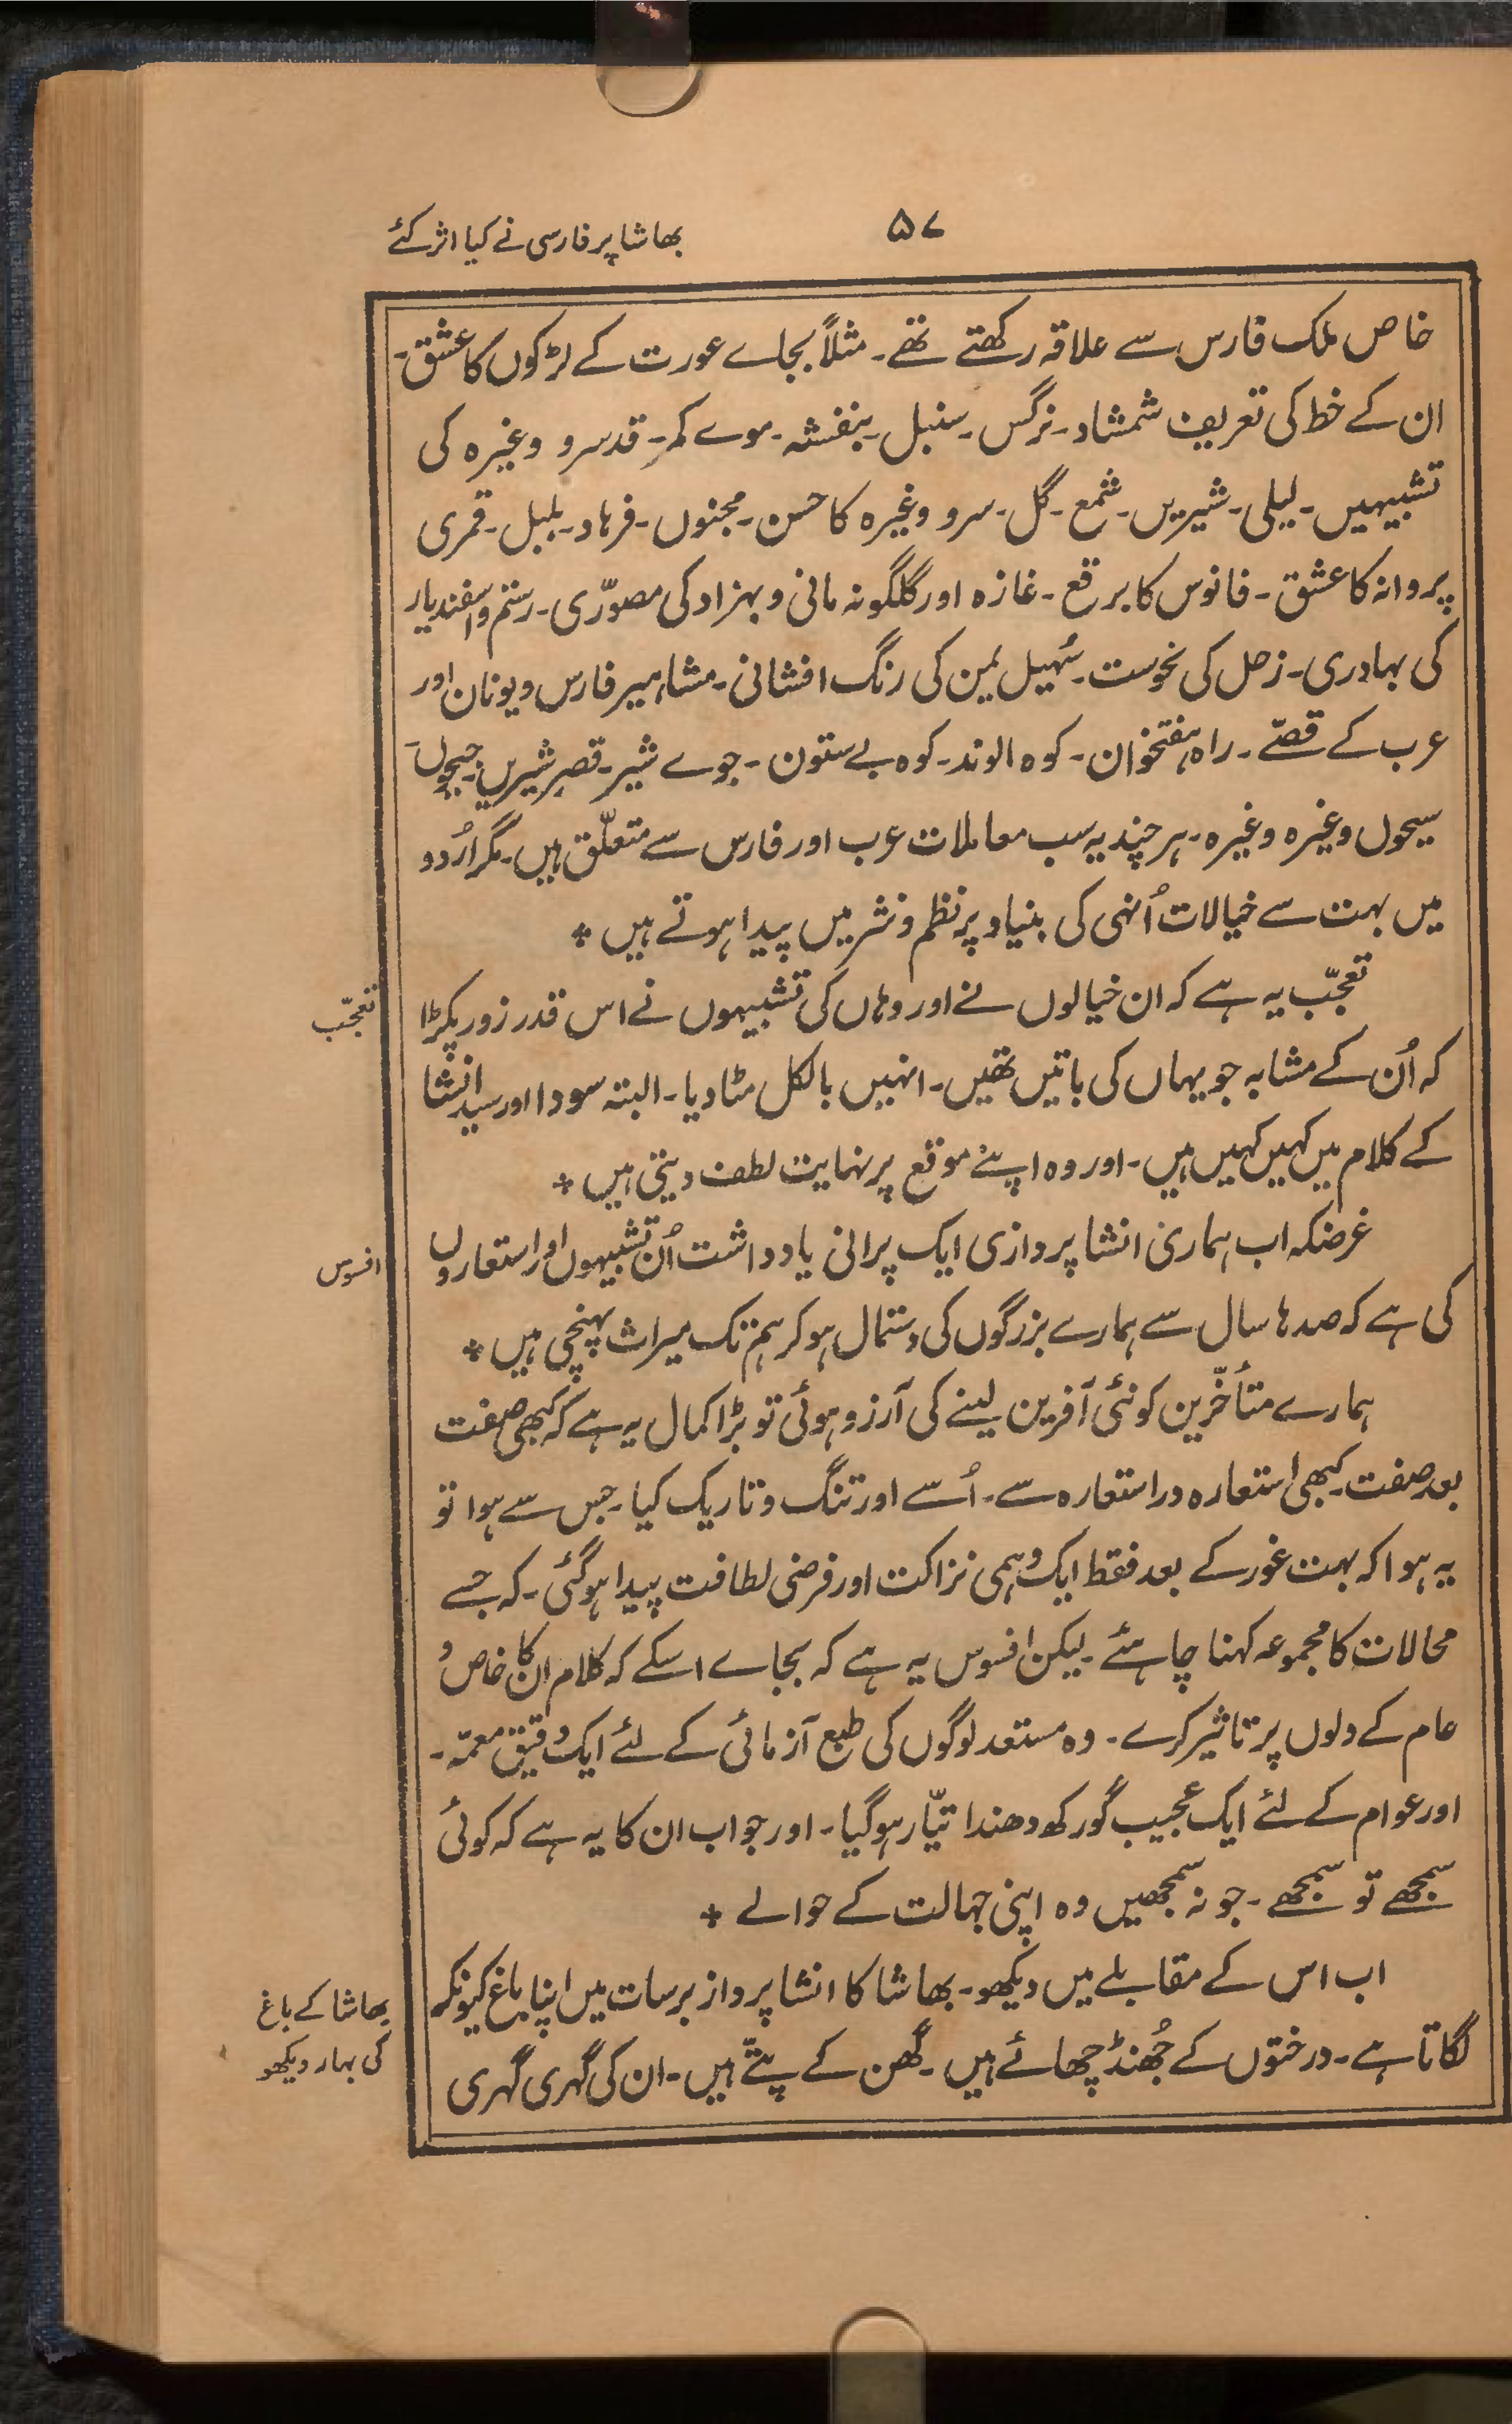 ۵۷
بھاشا پر فارسی نے کیا اثر کئے
خاص ملک فارس سے علاقہ رکھتے تھے۔ مثلاً بجاے عورت کے لڑکوں کا عشق۔
ان کے خط کی تعریف شمشاد۔ نرگس۔ سنبل۔ بنفشہ۔ موے کمر۔ قد سرو وغیرہ کی
تشبیہیں۔ لیلی۔ شیریں۔ شمع۔ گل۔ سرو وغیرہ کا حسن۔ مجنوں۔ فرہاد۔ بلبل۔ قمری
پروانہ کا عشق۔ فانوس کا برقع۔ غازہ اور گلگونہ مانی و بہزاد کی مصوّری۔ رستم و اسفندیار
کی بہادری۔ زحل کی نحوست۔ سُہیل یمن کی رنگ افشانی۔ مشاہیر فارس و یونان اور
عرب کے قصّے۔ راہ ہفتخوان۔ کوہ الوند۔ کوہ بے ستون۔ جوے شیر۔ قصرِ شیریں۔ جیحوں۔
سیحوں وغیرہ وغیرہ۔ ہر چند یہ سب معاملات عرب اور فارس سے متعلّق ہیں۔ مگر اُردو
میں بہت سے خیالات اُنہی کی بنیاد پر نظم و نثر میں پیدا ہوتے ہیں *
تعجّب یہ ہے کہ ان خیالوں نے اور وہاں کی تشبیہوں نے اس قدر زور پکڑا
تعجّب
کہ اُن کے مشابہ جو یہاں کی باتیں تھیں۔ انہیں بالکل مٹا دیا۔ البتہ سودا اور سید انشا
کے کلام میں کہیں کہیں ہیں۔ اور وہ اپنے موقع پر نہایت لطف دیتی ہیں *
غرضکہ اب ہماری انشا پردازی ایک پرانی یادداشت اُن تشبیہوں اور استعاروں
افسوس
کی ہے کہ صدہا سال سے ہمارے بزرگوں کی دستمال ہو کر ہم تک میراث پہنچی ہیں *
ہمارے متأخّرین کو نئی آفرین لینے کی آرزو ہوئی تو بڑا کمال یہ ہے کہ کبھی صفت
بعد صفت۔ کبھی استعارہ در استعارہ سے۔ اُسے اور تنگ و تاریک کیا۔ جس سے ہوا تو
یہ ہوا کہ بہت غور کے بعد فقط ایک وہمی نزاکت اور فرضی لطافت پیدا ہو گئی۔ کہ جسے
محالات کا مجموعہ کہنا چاہئے۔ لیکن افسوس یہ ہے کہ بجاے اسکے کہ کلام ان کا خاص و
عام کے دلوں پر تاثیر کرے۔ وہ مستعد لوگوں کی طبع آزمائی کے لئے ایک دقیق معمّہ۔
اور عوام کے لئے ایک عجیب گورکھ دھندا تیّار ہو گیا۔ اور جواب ان کا یہ ہے کہ کوئی
سمجھے تو سمجھے۔ جو نہ سمجھیں وہ اپنی جہالت کے حوالے *
اب اس کے مقابلے میں دیکھو۔ بھاشا کا انشا پرداز برسات میں اپنا باغ کیونکر
بھاشا کے باغ
کی بہار دیکھو
لگاتا ہے۔ درختوں کے جُھنڈ چھائے ہیں۔ گھن کے پتّے ہیں۔ ان کی گہری گہری